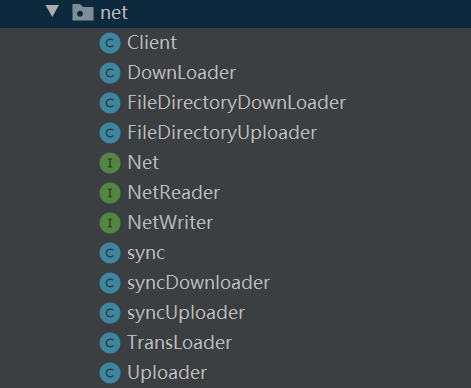 net
C Client
C DownLoader
C FileDirectoryDownLoader
C FileDirectoryUploader
I Net
I NetReader
I NetWriter
C sync
C syncDownloader
C syncUploader
C TransLoader
C Uploader